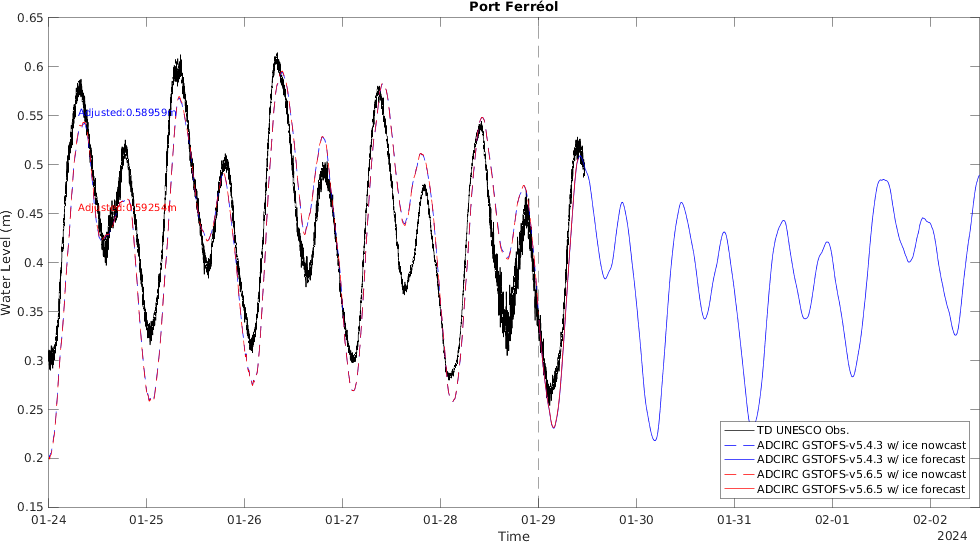 Port Ferréol
0.65
0.6
0.55
0.5
0.45
0.4
0.35
0.3
0.25
0.2
0.15
Water Level (m)
Adjusted:0.58959m
Adjusted:0.59254m
TD UNESCO Obs.
ADCIRC GSTOFS-v5.4.3 w/ ice nowcast
ADCIRC GSTOFS-v5.4.3 w/ ice forecast
ADCIRC GSTOFS-v5.6.5 w/ ice nowcast
ADCIRC GSTOFS-v5.6.5 w/ ice forecast
01-24 01-25 01-26 01-27 01-28 01-29 01-30 01-31 02-01 02-02
Time
2024